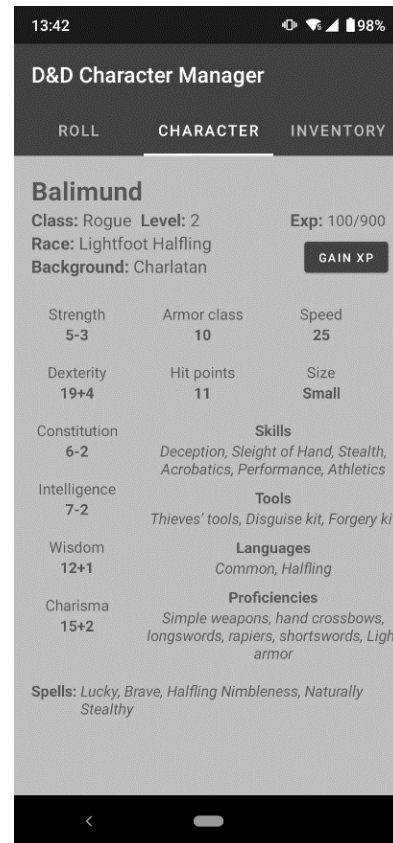 13:42 98%
D&D Character Manager
ROLL CHARACTER INVENTORY
Balimund
Class: Rogue Level: 2 Exp: 100/900
Race: Lightfoot Halfling
GAIN XP
Background: Charlatan
Strength Armor class Speed
5-3 10 25
Dexterity Hit points Size
19+4 11 Small
Constitution Skills
6-2 Deception, Sleight of Hand, Stealth,
Acrobatics, Performance, Athletics
Intelligence Tools
7-2 Thieves' tools, Disguise kit, Forgery ki
Wisdom Languages
12+1 Common, Halfling
Charisma Proficiencies
15+2 Simple weapons, hand crossbows,
longswords, rapiers, shortswords, Ligh
armor
Spells: Lucky, Brave, Halfling Nimbleness, Naturally
Stealthy